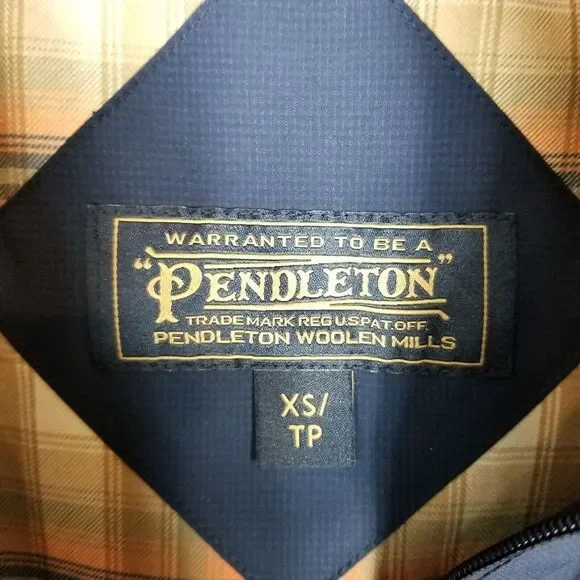 WARRANTED TO BE A
"PENDLETON"
TRADE MARK REG U.S.PAT. OFF.
PENDLETON WOOLEN MILLS
XS/
TP